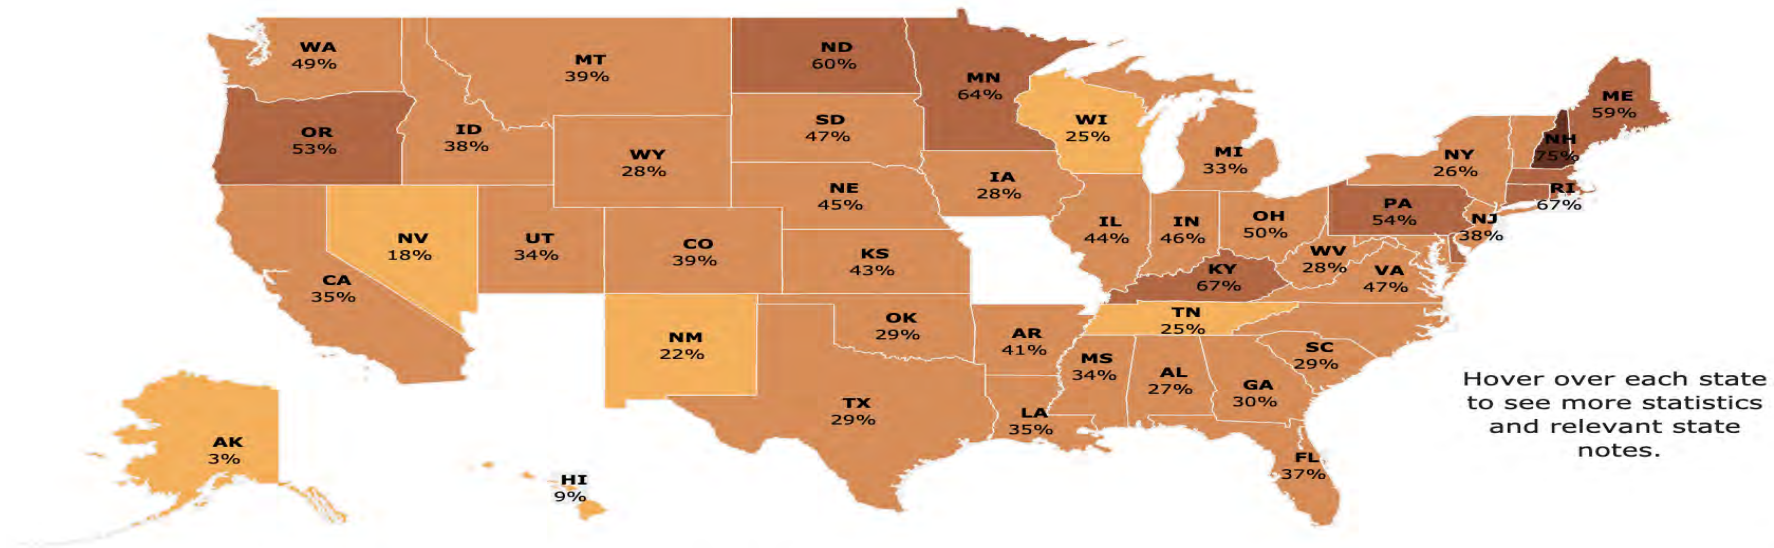 WA
49%
MT
39%
ND
60%
MN
64%
ME
59%
OR
53%
ID
38%
SD
47%
WI
25%
NH
75%
WY
28%
MI
33%
NY
26%
IA
28%
NE
45%
RI
67%
PA
54%
NJ
38%
NV
18%
UT
34%
CO
39%
KS
43%
IL
44%
IN
46%
OH
50%
WV
28%
VA
47%
KY
67%
CA
35%
NM
22%
OK
29%
AR
41%
TN
25%
SC
29%
MS
34%
AL
27%
GA
30%
TX
29%
LA
35%
FL
37%
AK
3%
HI
9%
Hover over each state
to see more statistics
and relevant state
notes.